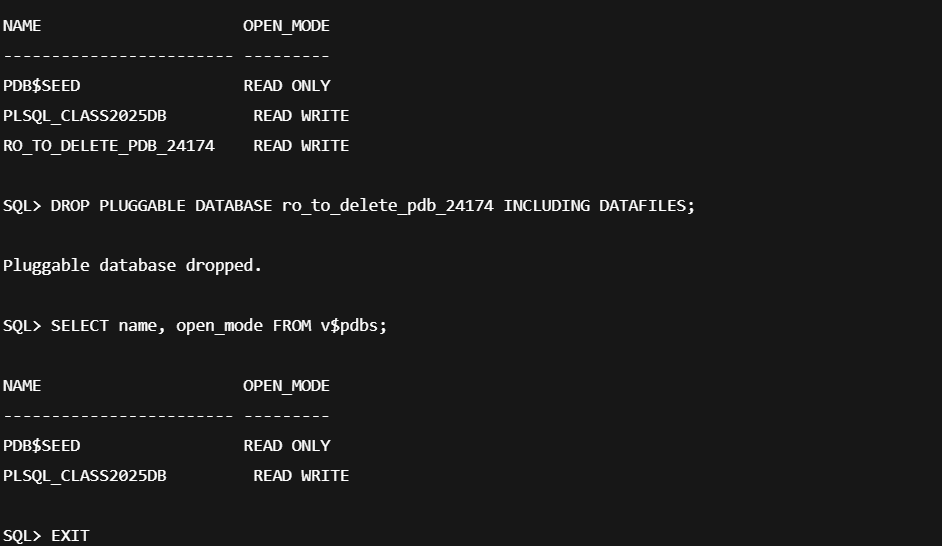 NAME                     OPEN_MODE
------------------------ ---------
PDB$SEED                 READ ONLY
PLSQL_CLASS2025DB         READ WRITE
RO_TO_DELETE_PDB_24174    READ WRITE
SQL> DROP PLUGGABLE DATABASE ro_to_delete_pdb_24174 INCLUDING DATAFILES;
Pluggable database dropped.
SQL> SELECT name, open_mode FROM v$pdbs;
NAME                     OPEN_MODE
------------------------ ---------
PDB$SEED                 READ ONLY
PLSQL_CLASS2025DB         READ WRITE
SQL> EXIT